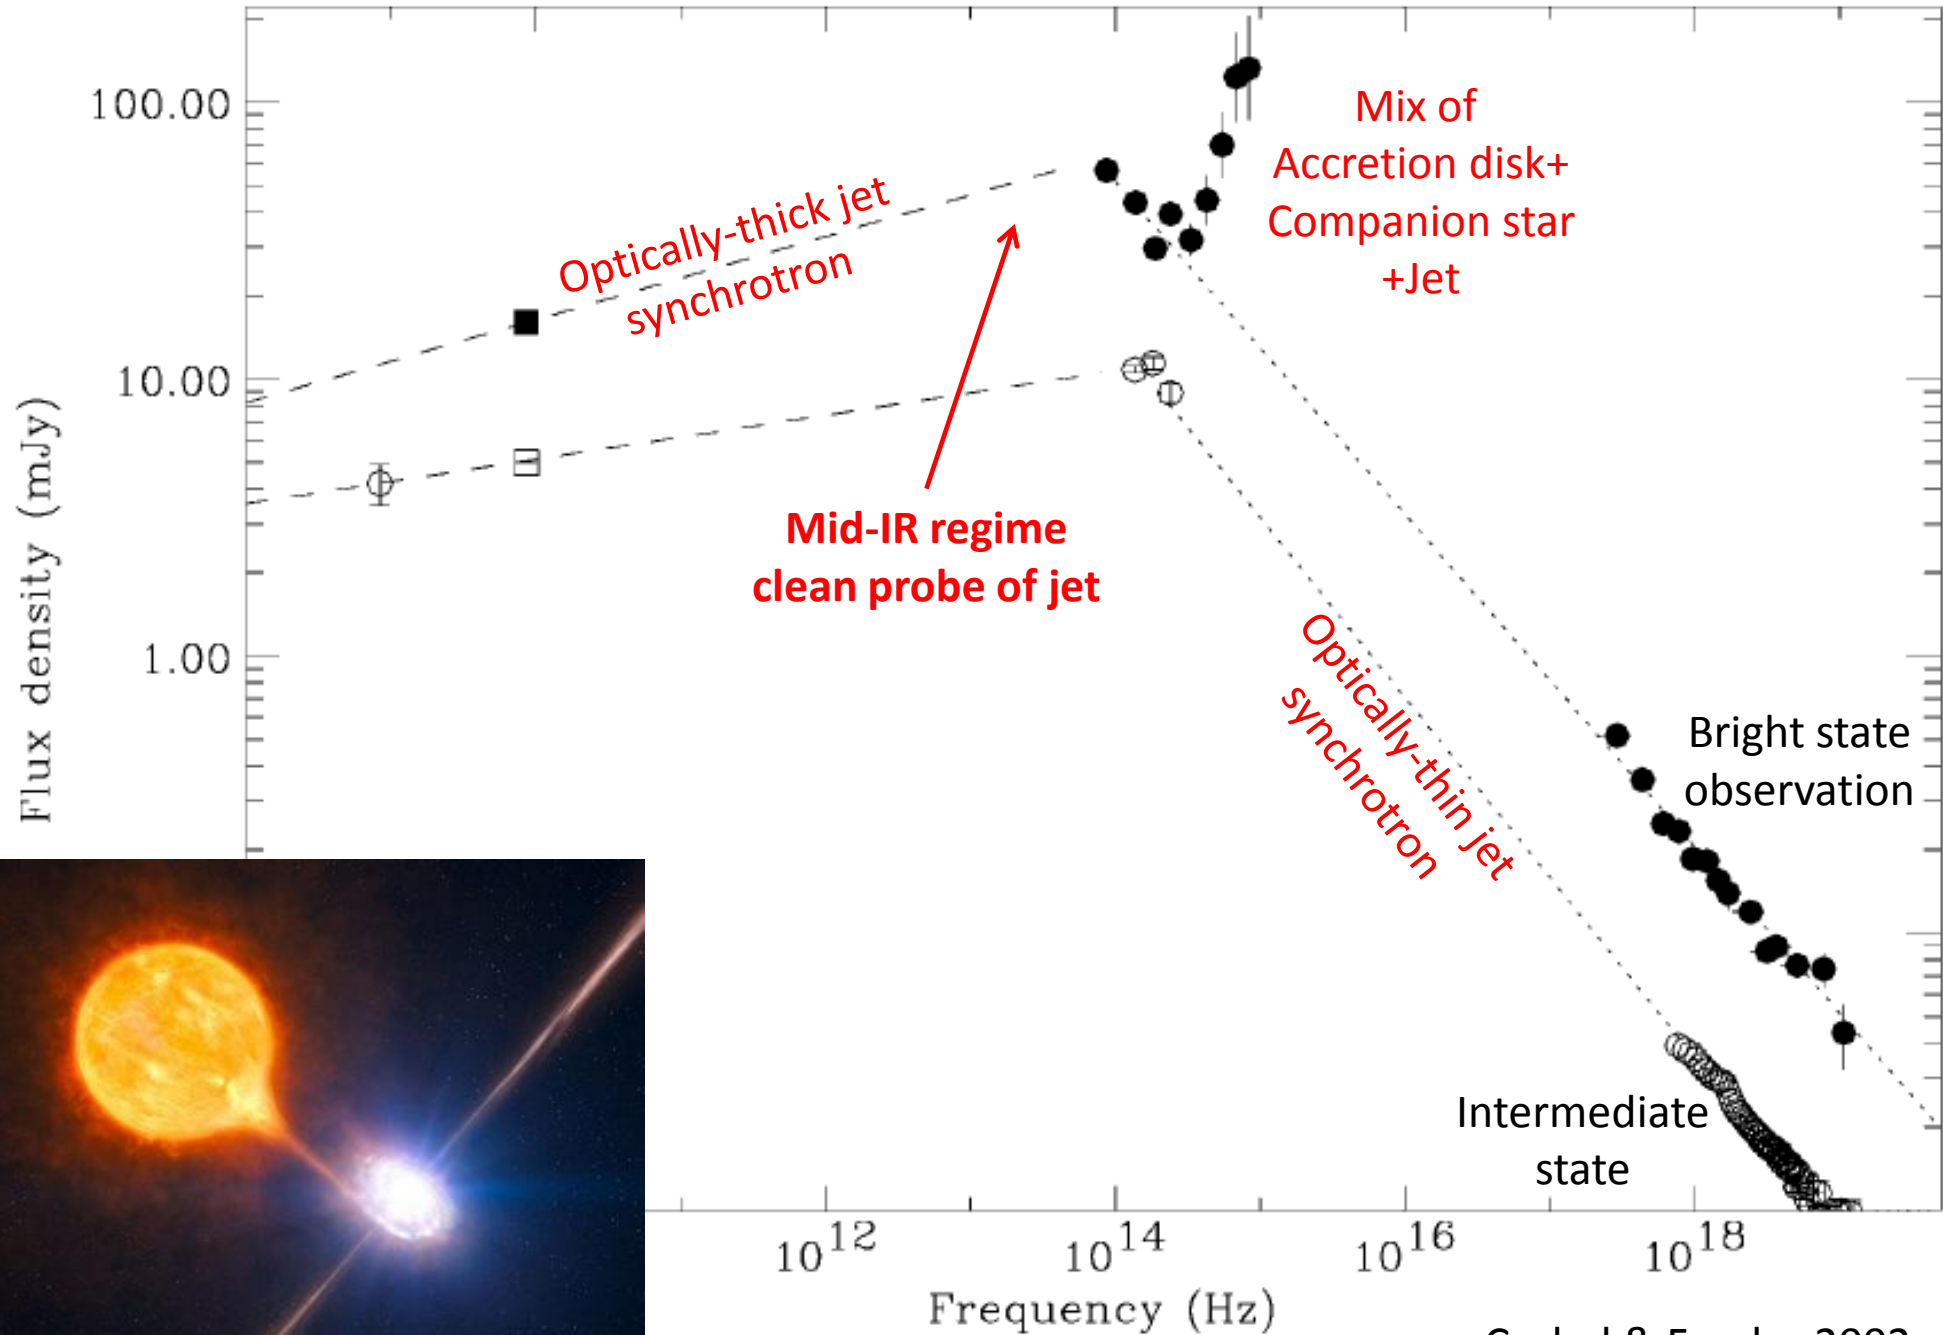 100.00
10.00
1.00
Flux density (mJy)
Optically-thick jet
synchrotron
Mix of
Accretion disk+
Companion star
+Jet
Mid-IR regime
clean probe of jet
Optically-thin jet
synchrotron
Bright state
observation
Intermediate
state
10^12 10^14 10^16 10^18
Frequency (Hz)